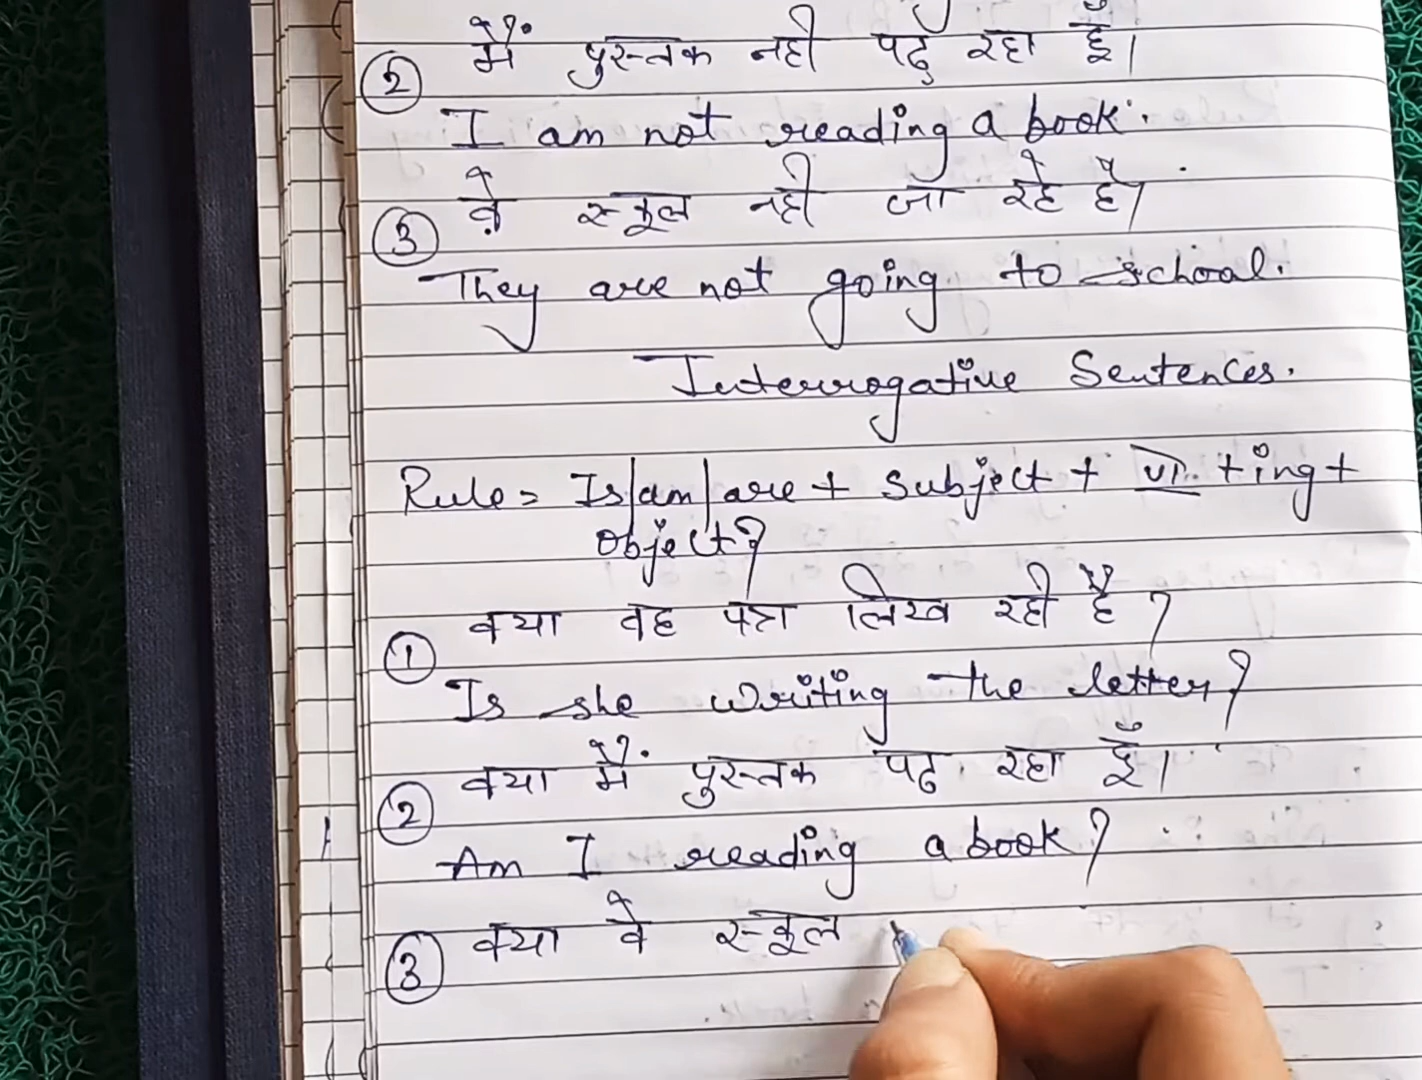 ② मैं पुस्तक नही पढ़ रहा हूँ।
I am not reading a book.
③ वे स्कूल नही जा रहे हैं।
They are not going to school.
Interrogative Sentences.
Rule = Is/am/are + Subject + V1 + ing +
object?
① क्या वह पत्र लिख रही है ?
Is she writing the letter?
② क्या मैं पुस्तक पढ़ रहा हूँ।
Am I reading a book?
③ क्या वे स्कूल